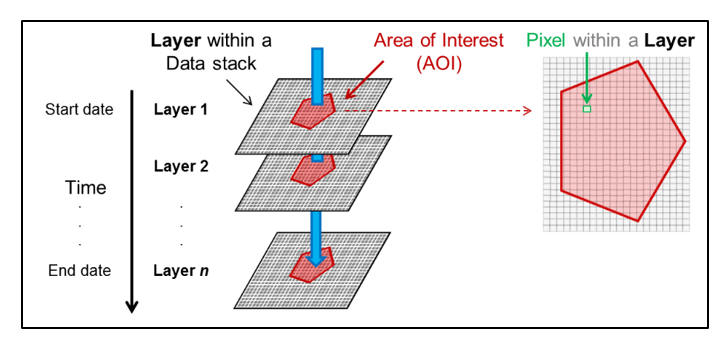 Layer within a
Data stack
Area of Interest
(AOI)
Pixel within a Layer
Start date
Layer 1
Layer 2
Time
.
.
.
.
.
.
End date
Layer n